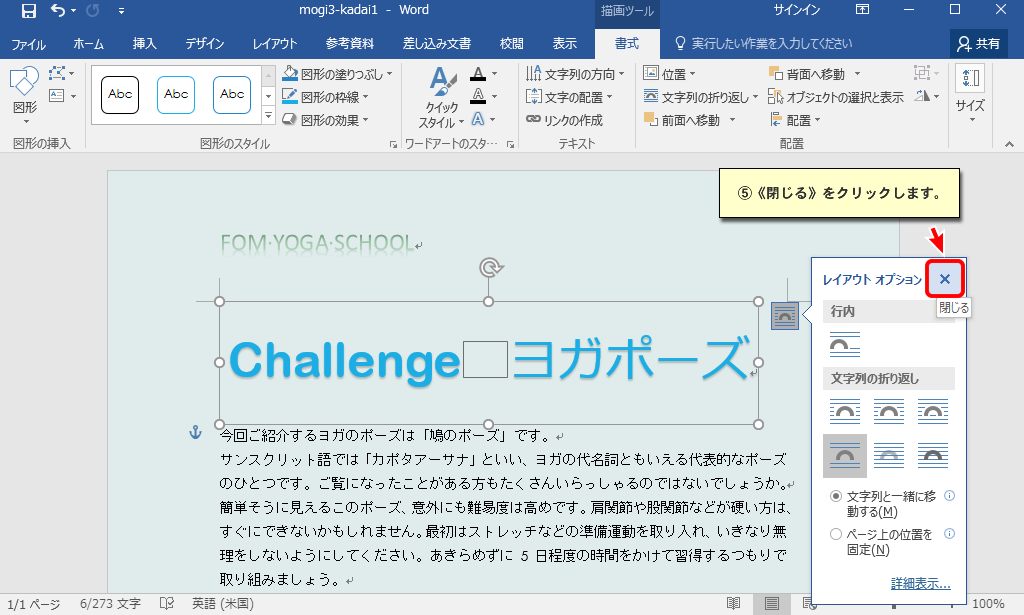 mogi3-kadai1 - Word
描画ツール
サインイン
ファイル ホーム 挿入 デザイン レイアウト 参考資料 差し込み文書 校閲 表示 書式 実行したい作業を入力してください 共有
図形
図形の挿入
Abc Abc Abc
図形の塗りつぶし
図形の枠線
図形の効果
図形のスタイル
クイック
スタイル
A
A
A
A
ワードアートのスタ…
文字列の方向
文字の配置
リンクの作成
テキスト
位置
文字列の折り返し
前面へ移動
背面へ移動
オブジェクトの選択と表示
配置
配置
サイズ
⑤《閉じる》をクリックします。
FOM·YOGA·SCHOOL
Challenge□ヨガポーズ
今回ご紹介するヨガのポーズは「鳩のポーズ」です。
サンスクリット語では「カポタアーサナ」といい、ヨガの代名詞ともいえる代表的なポーズ
のひとつです。ご覧になったことがある方もたくさんいらっしゃるのではないでしょうか。
簡単そうに見えるこのポーズ、意外にも難易度は高めです。肩関節や股関節などが硬い方は、
すぐにできないかもしれません。最初はストレッチなどの準備運動を取り入れ、いきなり無
理をしないようにしてください。あきらめずに 5 日程度の時間をかけて習得するつもりで
取り組みましょう。
レイアウト オプション
閉じる
行内
文字列の折り返し
文字列と一緒に移
動する(M)
ページ上の位置を
固定(N)
詳細表示...
1/1 ページ 6/273 文字 英語 (米国) 100%